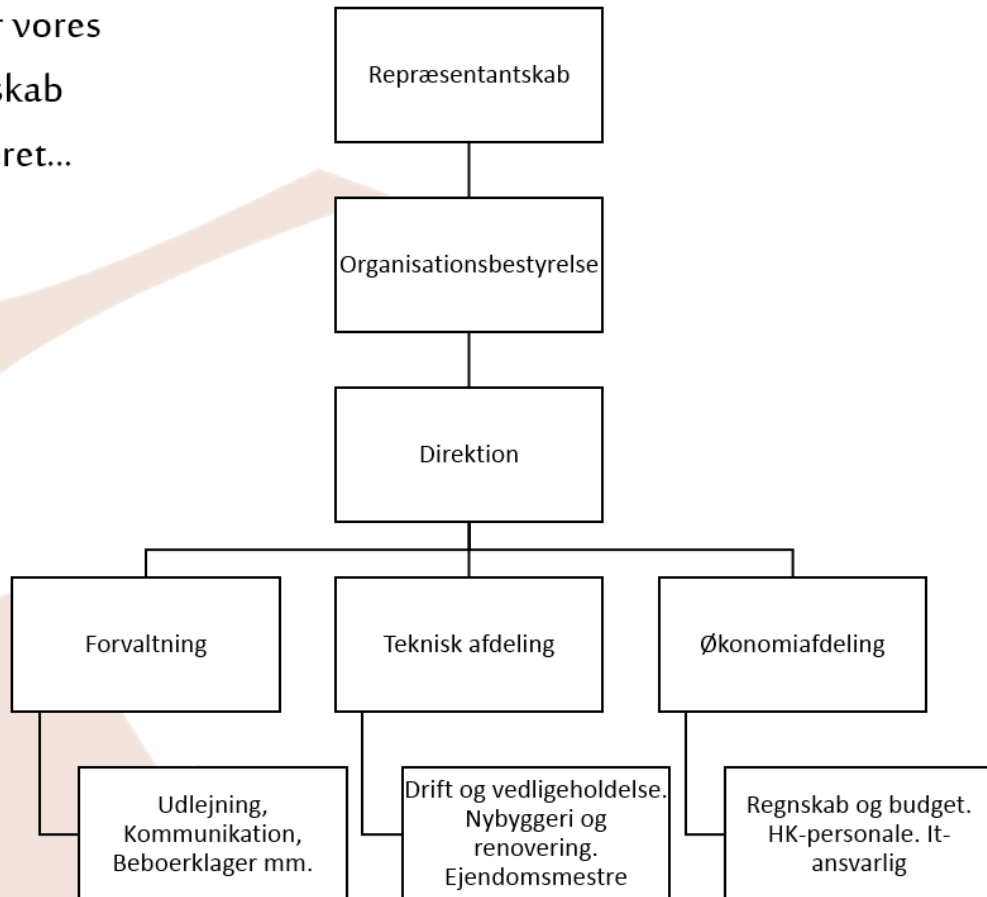 vores
skab
ret...
Repræsentantskab
Organisationsbestyrelse
Direktion
Forvaltning
Teknisk afdeling
Økonomiafdeling
Udlejning,
Kommunikation,
Beboerklager mm.
Drift og vedligeholdelse.
Nybyggeri og
renovering.
Ejendomsmestre
Regnskab og budget.
HK-personale. It-
ansvarlig